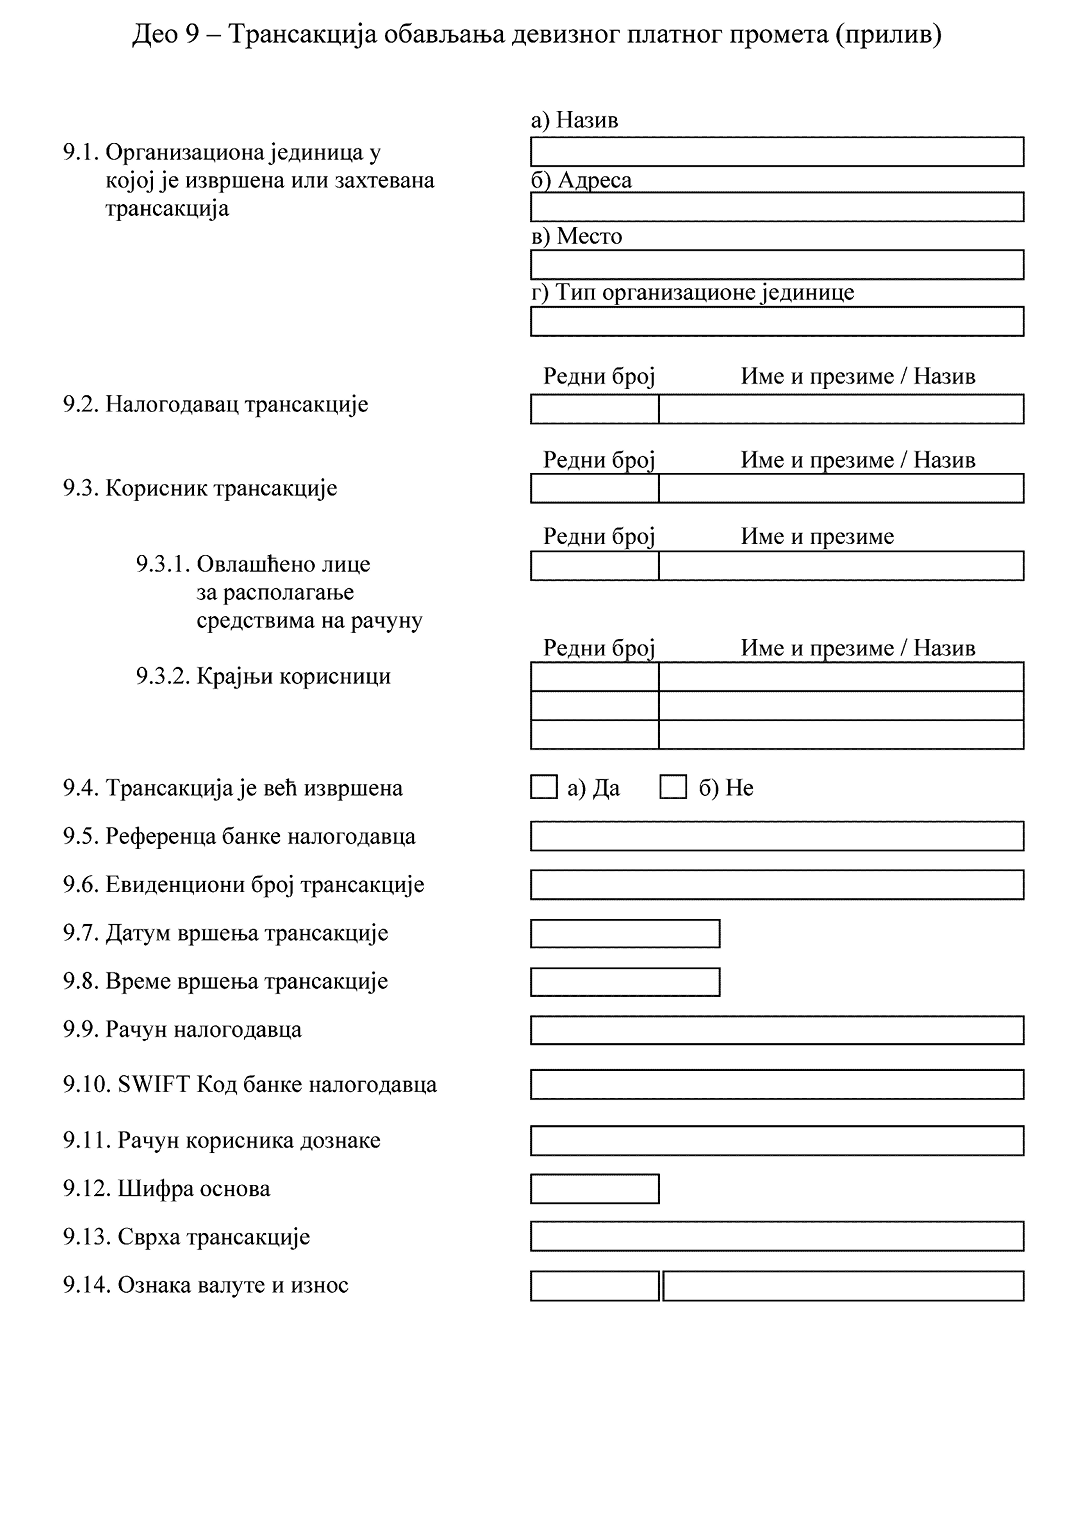 Део 9 – Трансакција обављања девизног платног промета (прилив)
а) Назив
9.1. Организациона јединица у
којој је извршена или захтевана
трансакција
б) Адреса
в) Место
г) Тип организационе јединице
Редни број Име и презиме / Назив
9.2. Налогодавац трансакције
Редни број Име и презиме / Назив
9.3. Корисник трансакције
Редни број Име и презиме
9.3.1. Овлашћено лице
за располагање
средствима на рачуну
Редни број Име и презиме / Назив
9.3.2. Крајњи корисници
9.4. Трансакција је већ извршена а) Да б) Не
9.5. Референца банке налогодавца
9.6. Евиденциони број трансакције
9.7. Датум вршења трансакције
9.8. Време вршења трансакције
9.9. Рачун налогодавца
9.10. SWIFT Код банке налогодавца
9.11. Рачун корисника дознаке
9.12. Шифра основа
9.13. Сврха трансакције
9.14. Ознака валуте и износ